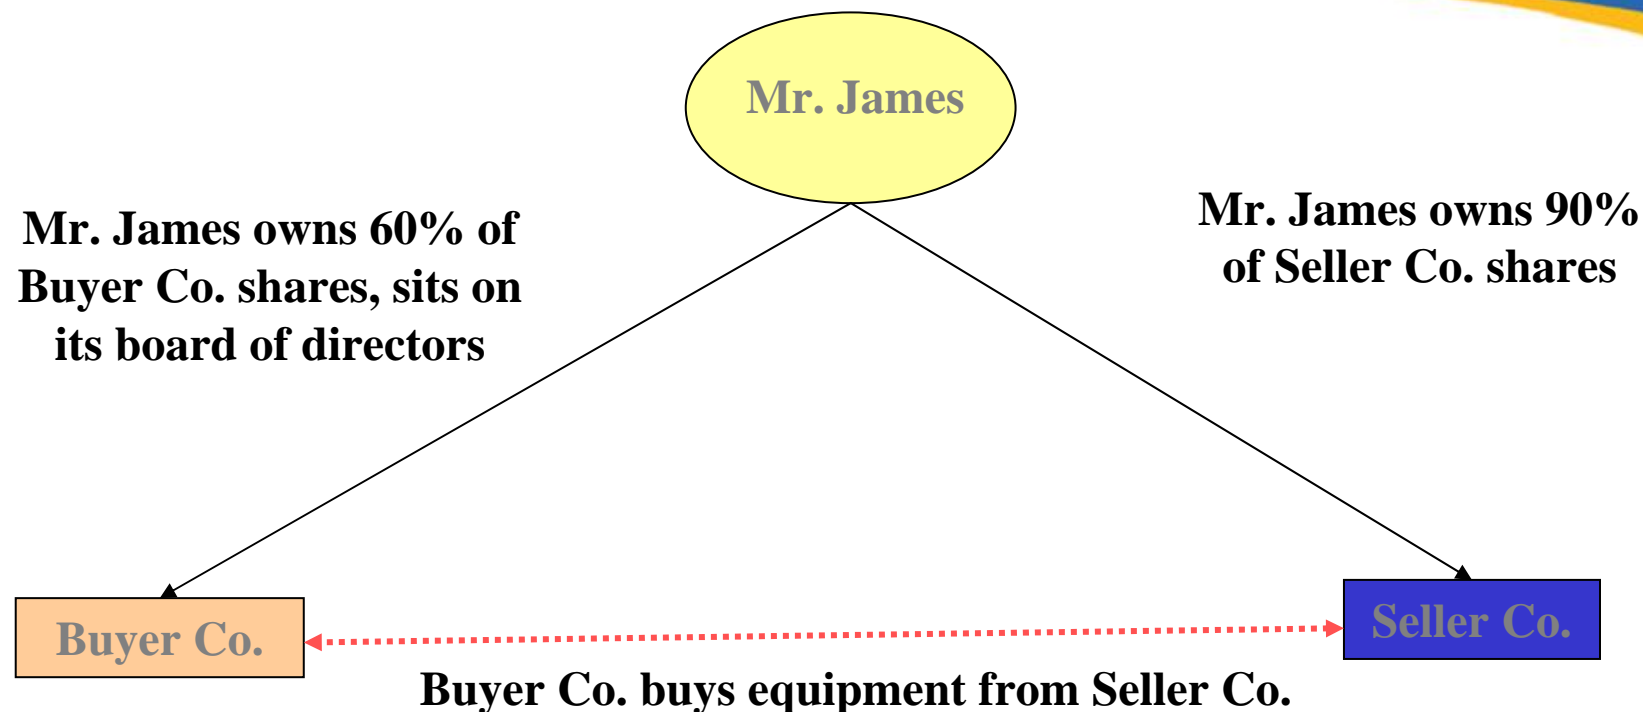 Mr. James
Mr. James owns 60% of
Buyer Co. shares, sits on
its board of directors
Mr. James owns 90%
of Seller Co. shares
Buyer Co.
Seller Co.
Buyer Co. buys equipment from Seller Co.